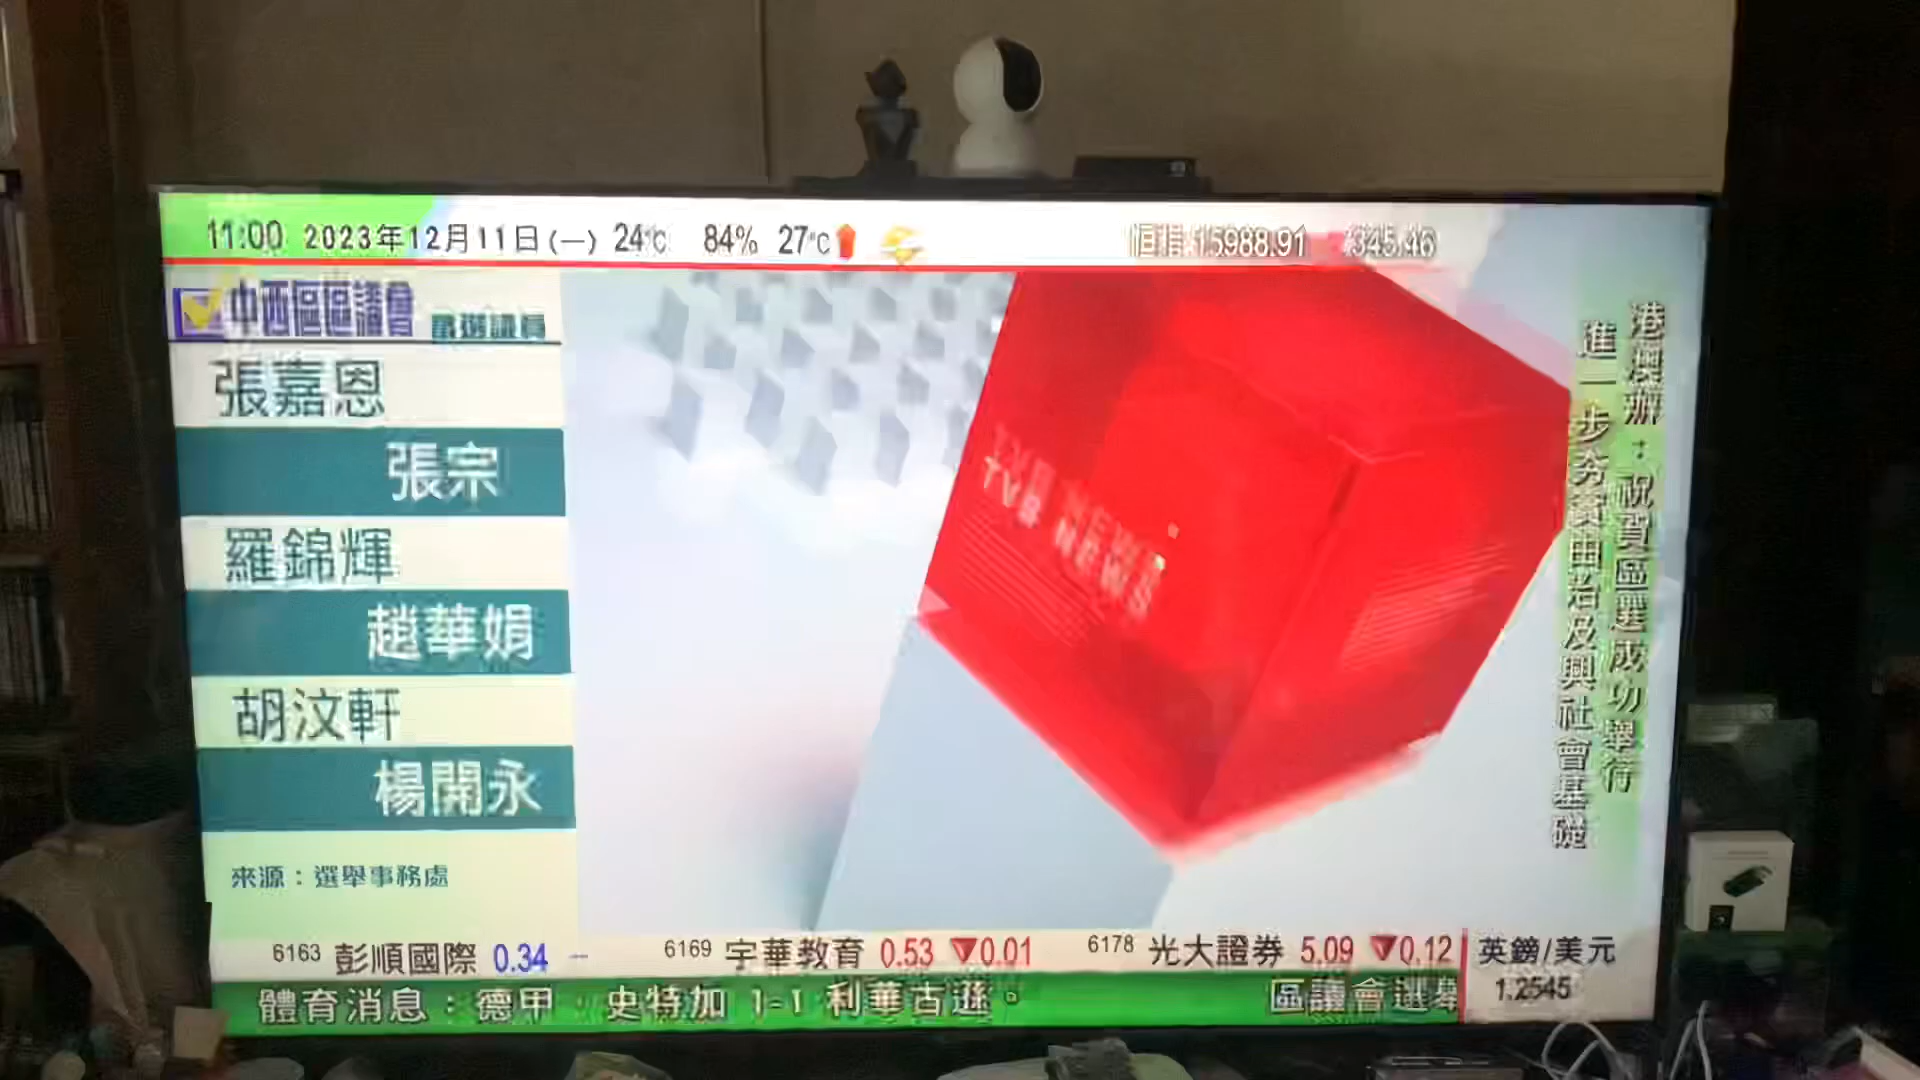 11:00 2023年12月11日(一) 24°C 84% 27°C
恒指 15988.91 345.46
中西區區議會 當選議員
張嘉恩
張宗
羅錦輝
趙華娟
胡汶軒
楊開永
來源：選舉事務處
TVB NEWS
港澳辦：祝賀區選成功舉行
進一步夯實由治及興社會基礎
6163 彭順國際 0.34 – 6169 宇華教育 0.53 ▼0.01 6178 光大證券 5.09 ▼0.12
英鎊/美元
1.2545
體育消息：德甲 史特加 1-1 利華古遜。 區議會選舉